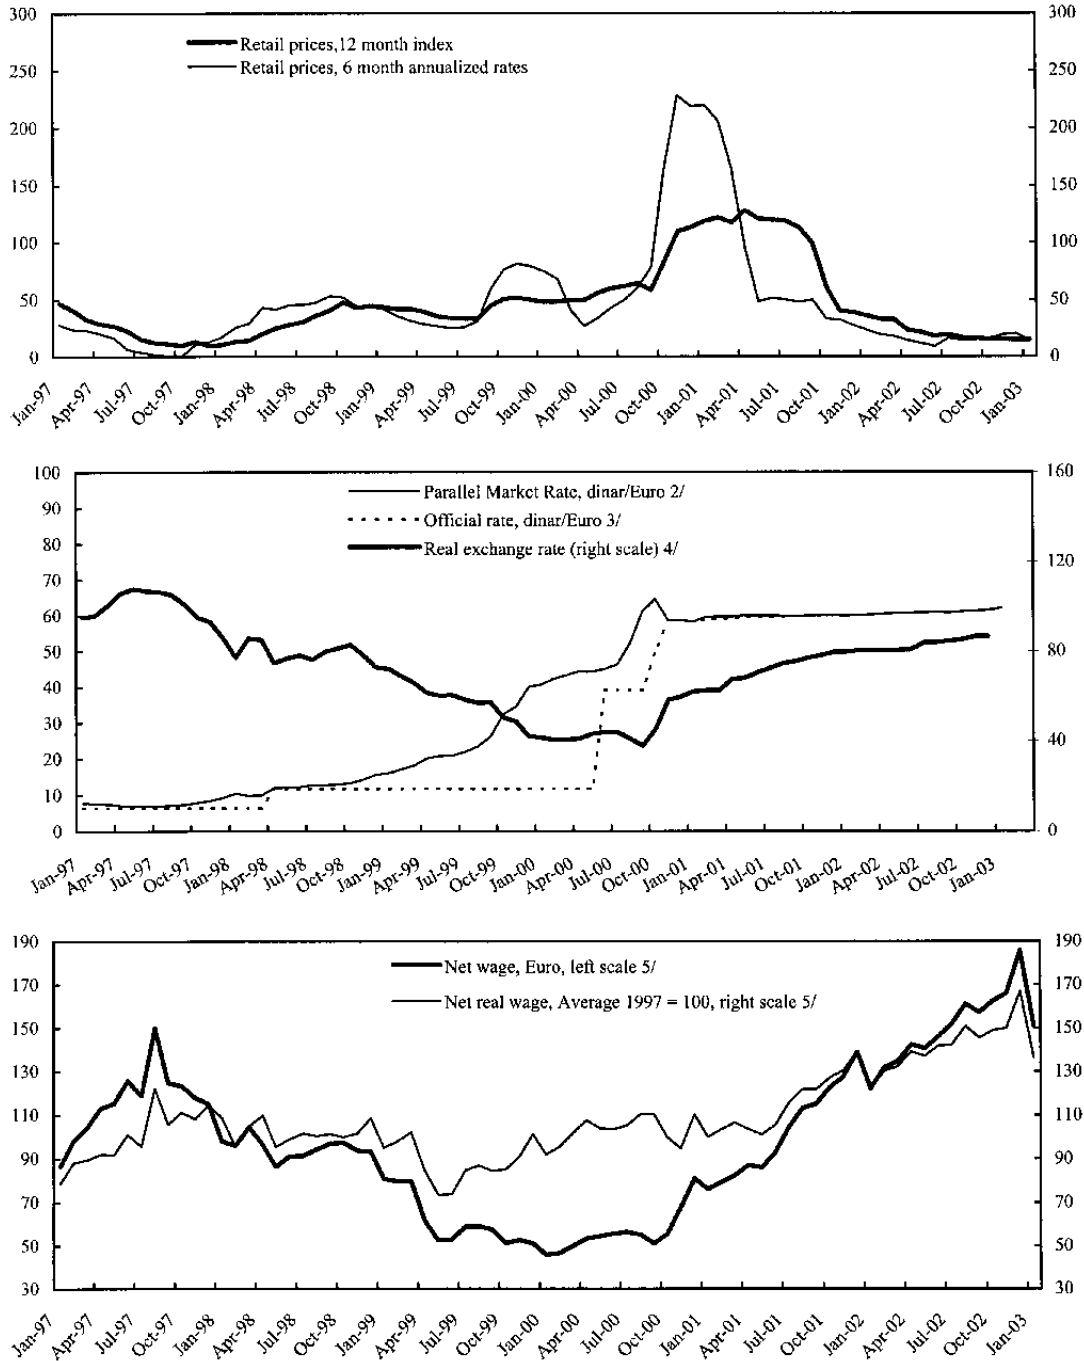 300 300
Retail prices,12 month index
Retail prices, 6 month annualized rates
250 250
200 200
150 150
100 100
50 50
0 0
Jan-97 Apr-97 Jul-97 Oct-97 Jan-98 Apr-98 Jul-98 Oct-98 Jan-99 Apr-99 Jul-99 Oct-99 Jan-00 Apr-00 Jul-00 Oct-00 Jan-01 Apr-01 Jul-01 Oct-01 Jan-02 Apr-02 Jul-02 Oct-02 Jan-03
100 160
Parallel Market Rate, dinar/Euro 2/
90
Official rate, dinar/Euro 3/
80
Real exchange rate (right scale) 4/
120
70
60
50 80
40
30
40
20
10
0 0
Jan-97 Apr-97 Jul-97 Oct-97 Jan-98 Apr-98 Jul-98 Oct-98 Jan-99 Apr-99 Jul-99 Oct-99 Jan-00 Apr-00 Jul-00 Oct-00 Jan-01 Apr-01 Jul-01 Oct-01 Jan-02 Apr-02 Jul-02 Oct-02 Jan-03
190 190
Net wage, Euro, left scale 5/
170 170
Net real wage, Average 1997 = 100, right scale 5/
150 150
130 130
110 110
90 90
70 70
50 50
30 30
Jan-97 Apr-97 Jul-97 Oct-97 Jan-98 Apr-98 Jul-98 Oct-98 Jan-99 Apr-99 Jul-99 Oct-99 Jan-00 Apr-00 Jul-00 Oct-00 Jan-01 Apr-01 Jul-01 Oct-01 Jan-02 Apr-02 Jul-02 Oct-02 Jan-03